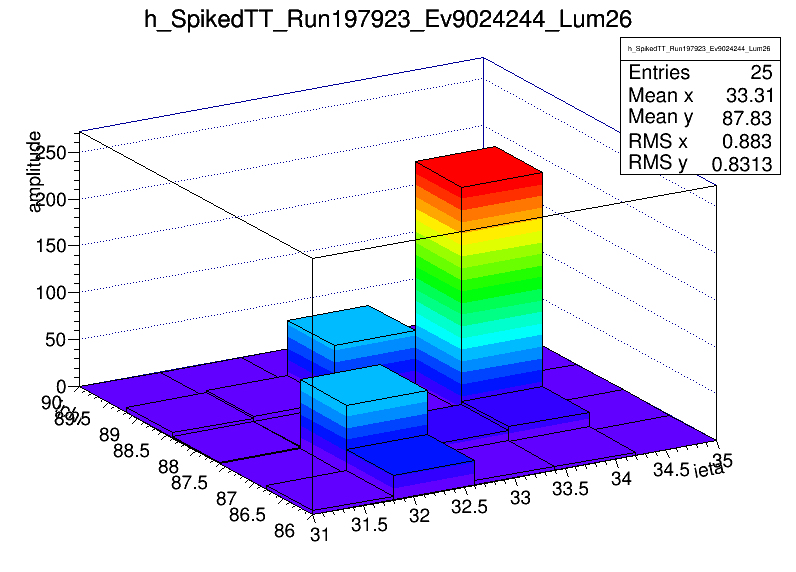 h_SpikedTT_Run197923_Ev9024244_Lum26
h_SpikedTT_Run197923_Ev9024244_Lum26
Entries 25
Mean x 33.31
Mean y 87.83
RMS x 0.883
RMS y 0.8313
amplitude
250
200
150
100
50
0
90
89.5
89
88.5
88
87.5
87
86.5
86
31
31.5
32
32.5
33
33.5
34
34.5
35
ieta